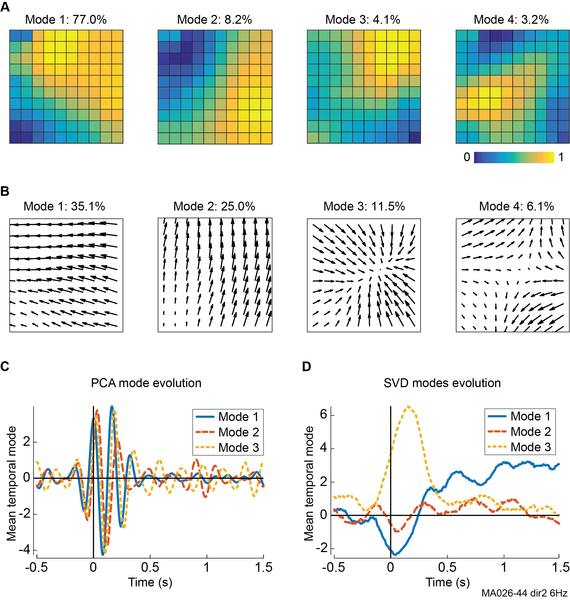 A
Mode 1: 77.0%
Mode 2: 8.2%
Mode 3: 4.1%
Mode 4: 3.2%
0
1
B
Mode 1: 35.1%
Mode 2: 25.0%
Mode 3: 11.5%
Mode 4: 6.1%
C
PCA mode evolution
Mean temporal mode
2
0
-2
-4
Mode 1
Mode 2
Mode 3
-0.5
0
0.5
1
1.5
Time (s)
D
SVD modes evolution
Mean temporal mode
6
4
2
0
-2
Mode 1
Mode 2
Mode 3
-0.5
0
0.5
1
1.5
Time (s)
MA026-44 dir2 6Hz